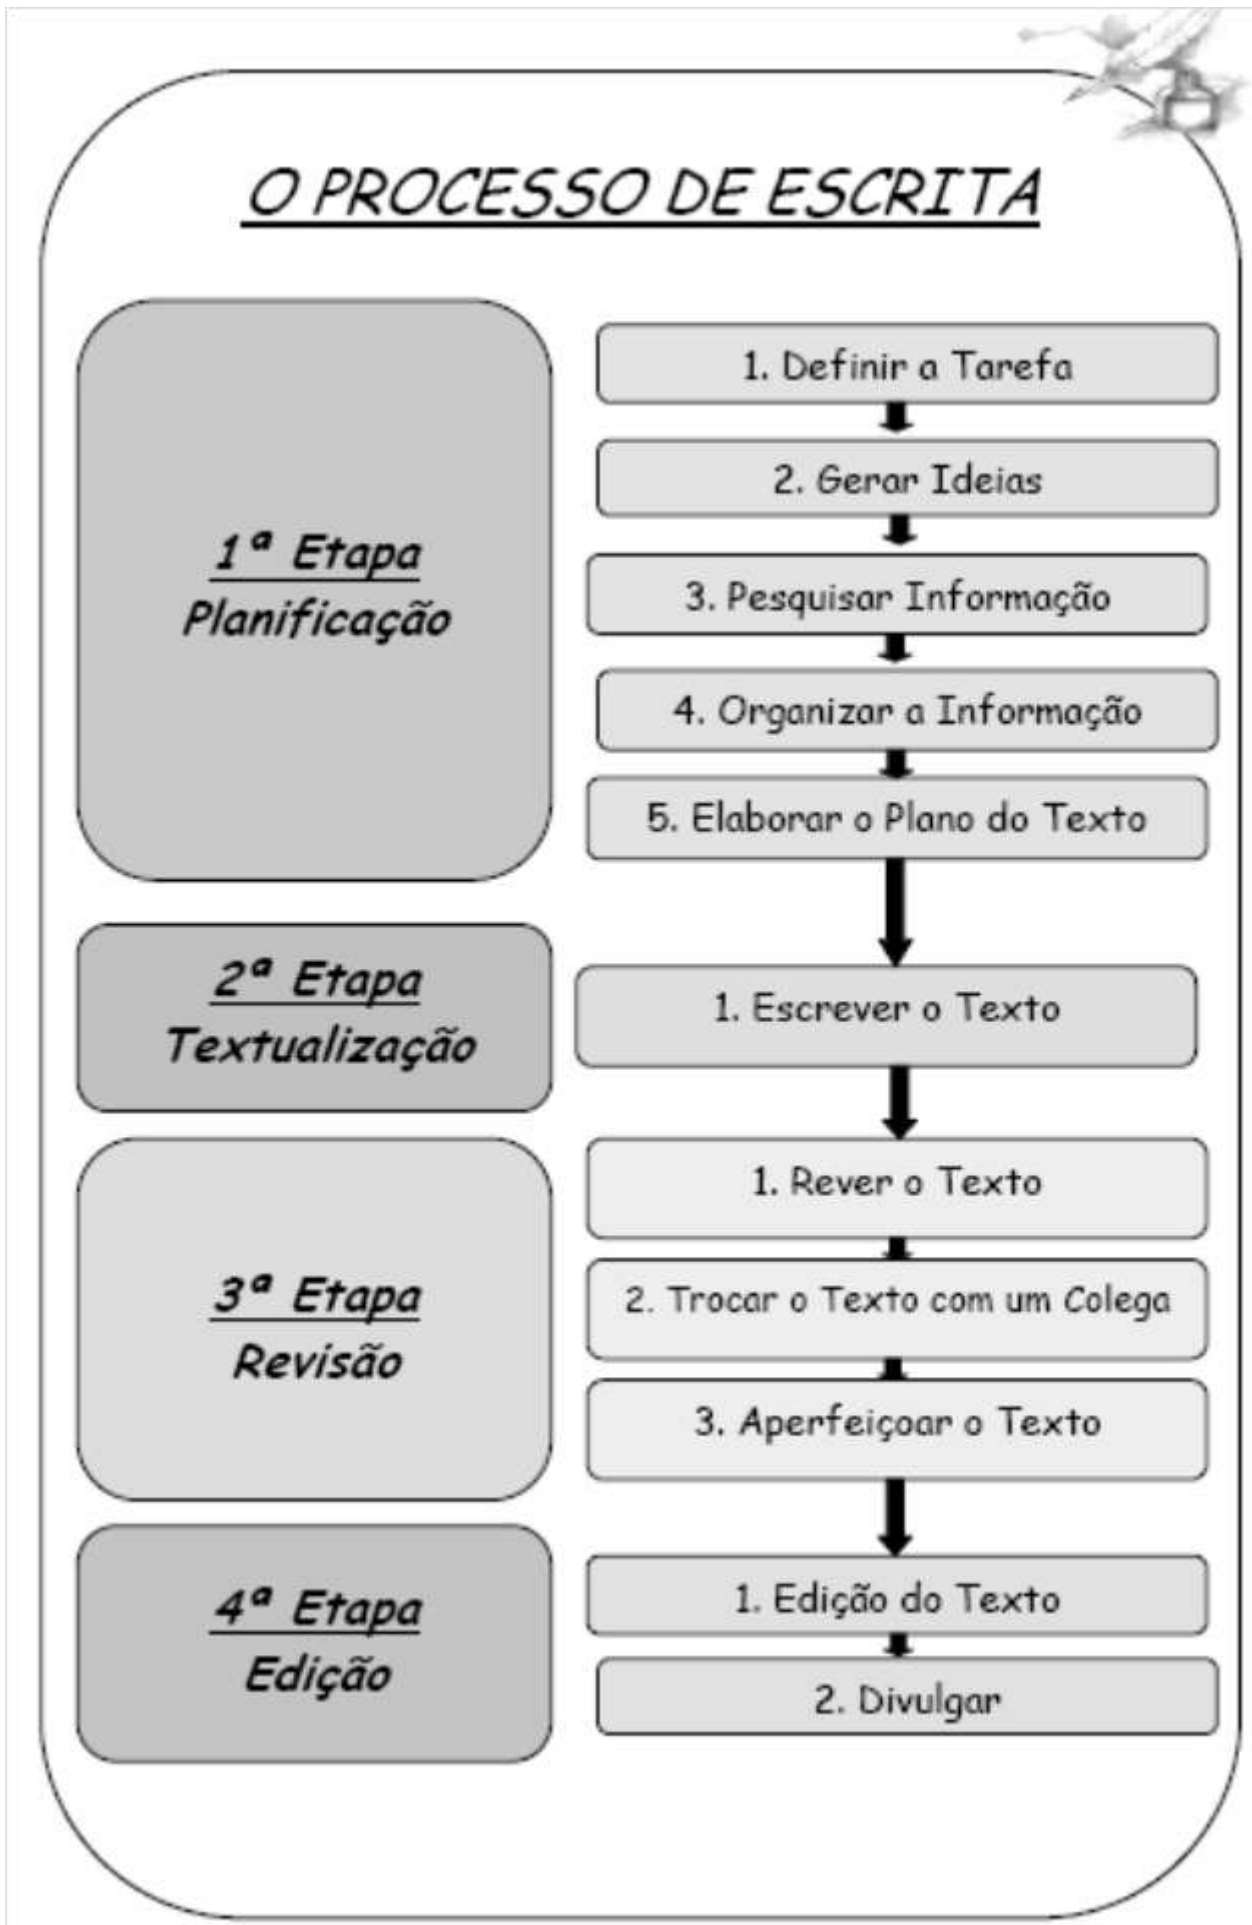 O PROCESSO DE ESCRITA
1ª Etapa
Planificação
1. Definir a Tarefa
2. Gerar Ideias
3. Pesquisar Informação
4. Organizar a Informação
5. Elaborar o Plano do Texto
2ª Etapa
Textualização
1. Escrever o Texto
3ª Etapa
Revisão
1. Rever o Texto
2. Trocar o Texto com um Colega
3. Aperfeiçoar o Texto
4ª Etapa
Edição
1. Edição do Texto
2. Divulgar